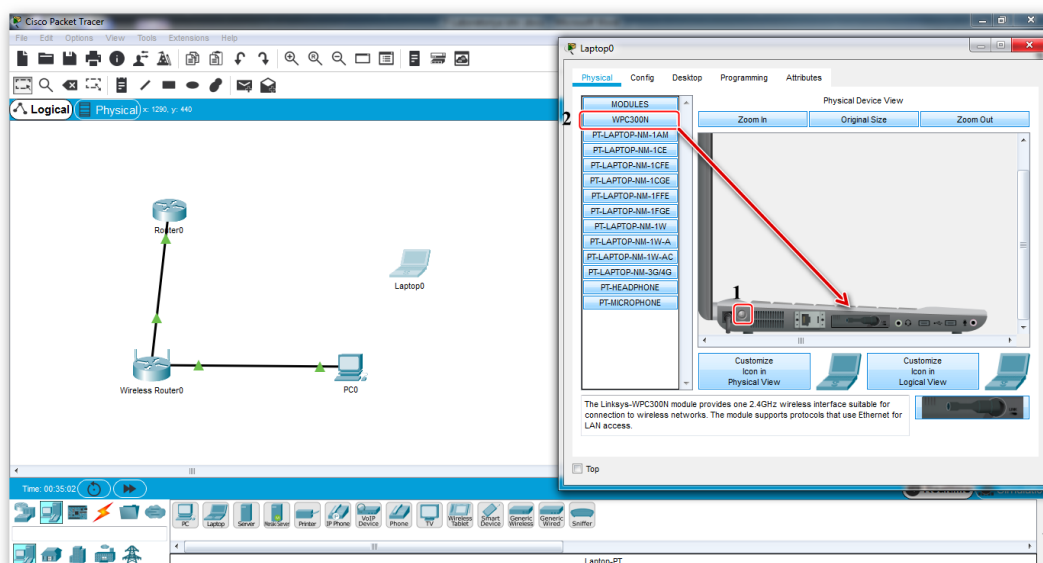 Cisco Packet Tracer
File Edit Options View Tools Extensions Help
Logical Physical x: 1290, y: 440
Router0
Laptop0
Wireless Router0
PC0
Time: 00:35:02
PC Laptop Server Printer IP Phone VoIP Device Phone TV Wireless Tablet Smart Device Generic Wireless Generic Wired Sniffer
Laptop-PT
Laptop0
Physical Config Desktop Programming Attributes
MODULES
2
WPC300N
PT-LAPTOP-NM-1AM
PT-LAPTOP-NM-1CE
PT-LAPTOP-NM-1CFE
PT-LAPTOP-NM-1CGE
PT-LAPTOP-NM-1FFE
PT-LAPTOP-NM-1FGE
PT-LAPTOP-NM-1W
PT-LAPTOP-NM-1W-A
PT-LAPTOP-NM-1W-AC
PT-LAPTOP-NM-3G/4G
PT-HEADPHONE
PT-MICROPHONE
Physical Device View
Zoom In Original Size Zoom Out
1
Customize
Icon in
Physical View
Customize
Icon in
Logical View
The Linksys-WPC300N module provides one 2.4GHz wireless interface suitable for
connection to wireless networks. The module supports protocols that use Ethernet for
LAN access.
Top